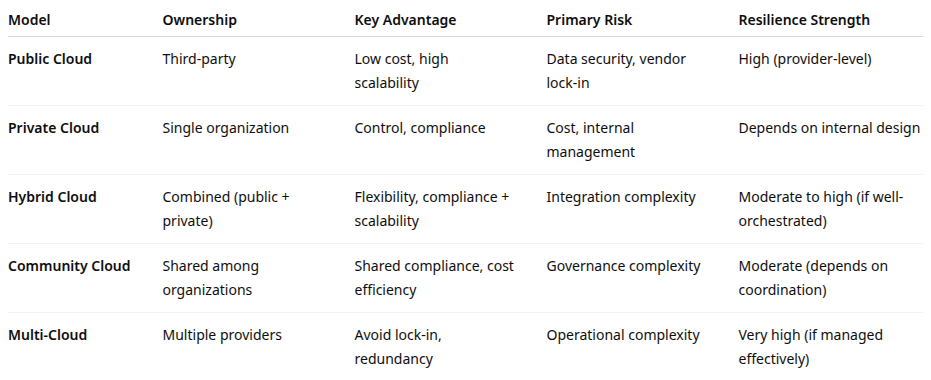 Model Ownership Key Advantage Primary Risk Resilience Strength
Public Cloud Third-party Low cost, high Data security, vendor High (provider-level)
scalability lock-in
Private Cloud Single organization Control, compliance Cost, internal Depends on internal design
management
Hybrid Cloud Combined (public + Flexibility, compliance + Integration complexity Moderate to high (if well-
private) scalability orchestrated)
Community Cloud Shared among Shared compliance, cost Governance complexity Moderate (depends on
organizations efficiency coordination)
Multi-Cloud Multiple providers Avoid lock-in, Operational complexity Very high (if managed
redundancy effectively)